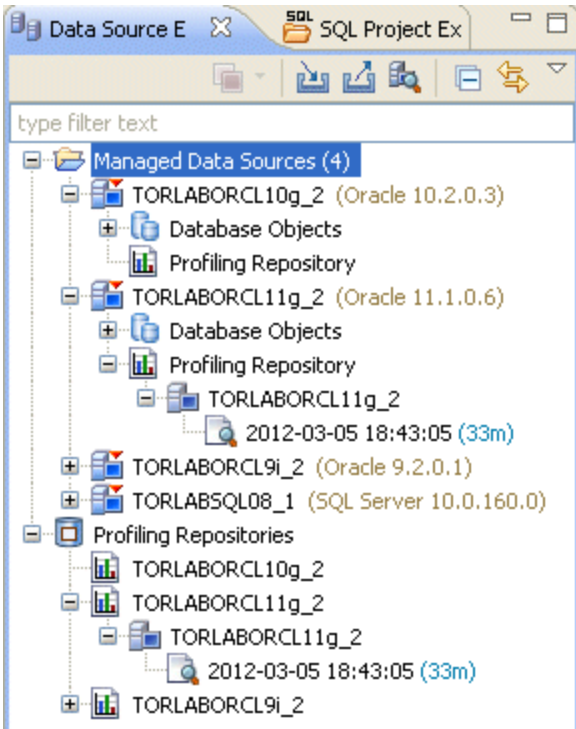 Data Source E SQL Project Ex
type filter text
Managed Data Sources (4)
TORLABORCL10g_2 (Oracle 10.2.0.3)
Database Objects
Profiling Repository
TORLABORCL11g_2 (Oracle 11.1.0.6)
Database Objects
Profiling Repository
TORLABORCL11g_2
2012-03-05 18:43:05 (33m)
TORLABORCL9i_2 (Oracle 9.2.0.1)
TORLABSQL08_1 (SQL Server 10.0.160.0)
Profiling Repositories
TORLABORCL10g_2
TORLABORCL11g_2
TORLABORCL11g_2
2012-03-05 18:43:05 (33m)
TORLABORCL9i_2